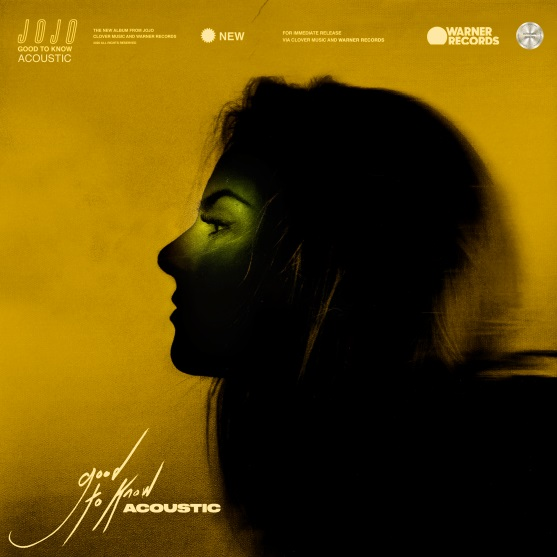 JOJO
GOOD TO KNOW
ACOUSTIC
THE NEW ALBUM FROM JOJO
CLOVER MUSIC AND WARNER RECORDS
NEW
FOR IMMEDIATE RELEASE
VIA CLOVER MUSIC AND WARNER RECORDS
WARNER
RECORDS
good
to know
ACOUSTIC